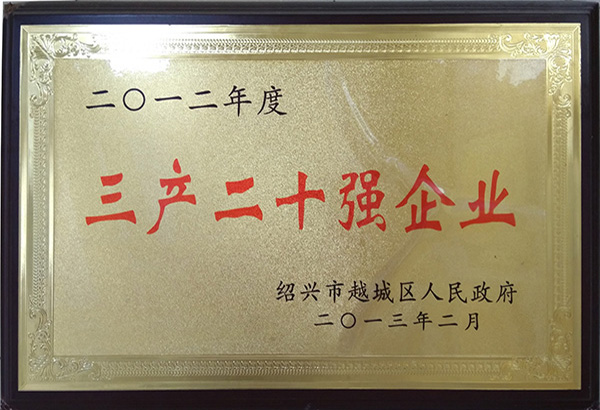 二〇一二年度
三产二十强企业
绍兴市越城区人民政府
二〇一三年二月